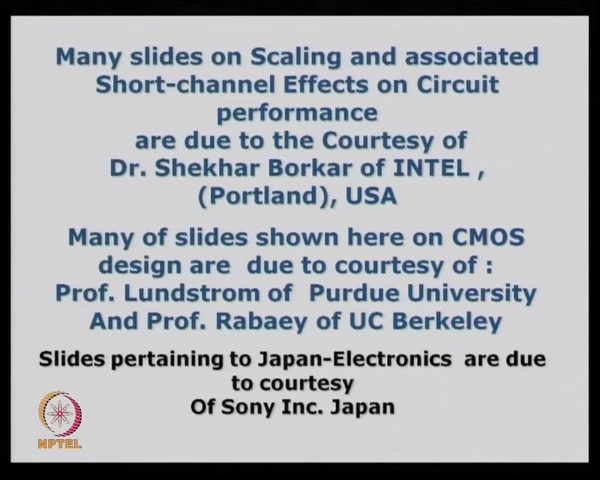 Many slides on Scaling and associated
Short-channel Effects on Circuit
performance
are due to the Courtesy of
Dr. Shekhar Borkar of INTEL ,
(Portland), USA
Many of slides shown here on CMOS
design are due to courtesy of :
Prof. Lundstrom of Purdue University
And Prof. Rabaey of UC Berkeley
Slides pertaining to Japan-Electronics are due
to courtesy
Of Sony Inc. Japan
NPTEL